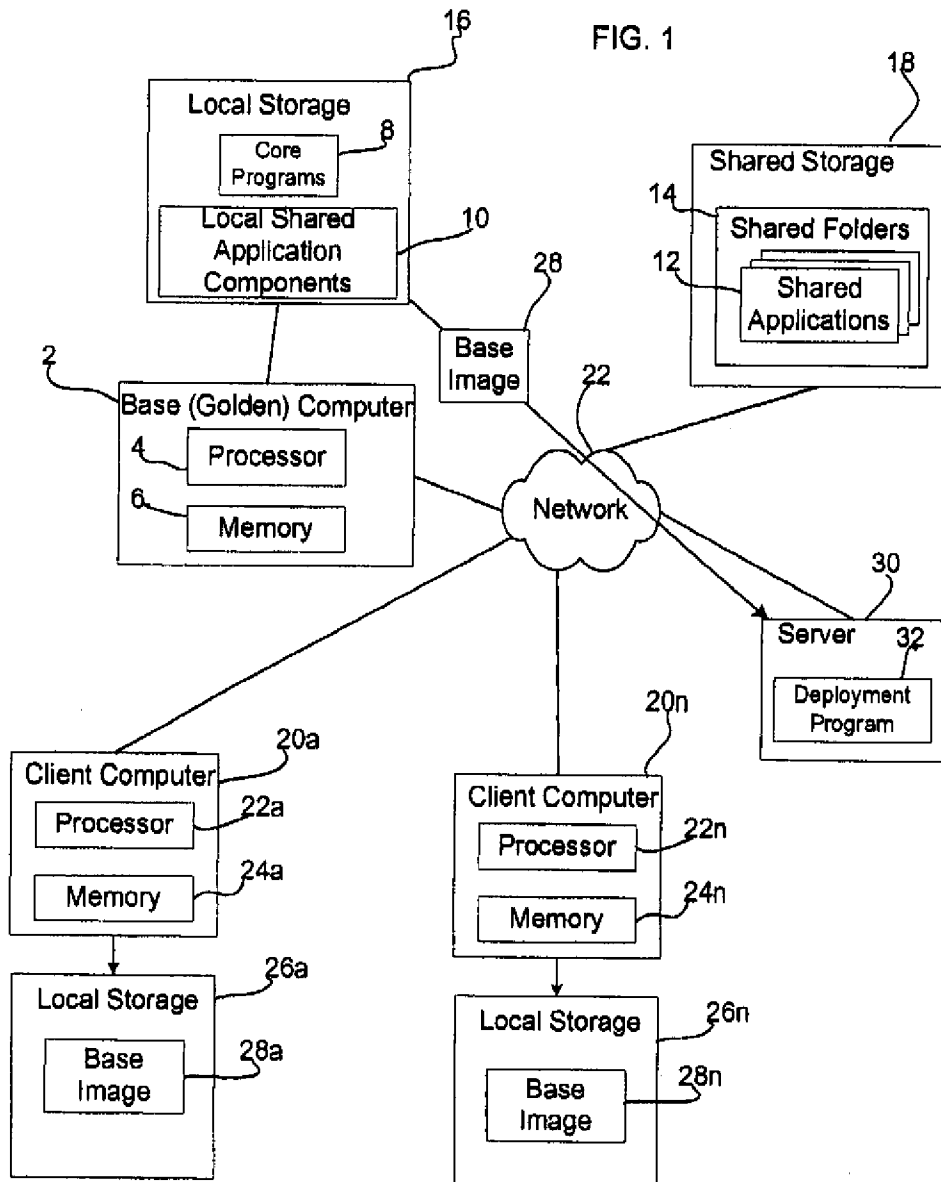 FIG. 1
16
Local Storage
8
Core
Programs
Local Shared
Application
Components
10
18
Shared Storage
14
Shared Folders
12
Shared
Applications
28
Base
Image
2
Base (Golden) Computer
4
Processor
6
Memory
22
Network
30
Server
32
Deployment
Program
20a
Client Computer
Processor
22a
Memory
24a
26a
Local Storage
Base
Image
28a
20n
Client Computer
Processor
22n
Memory
24n
Local Storage
26n
Base
Image
28n